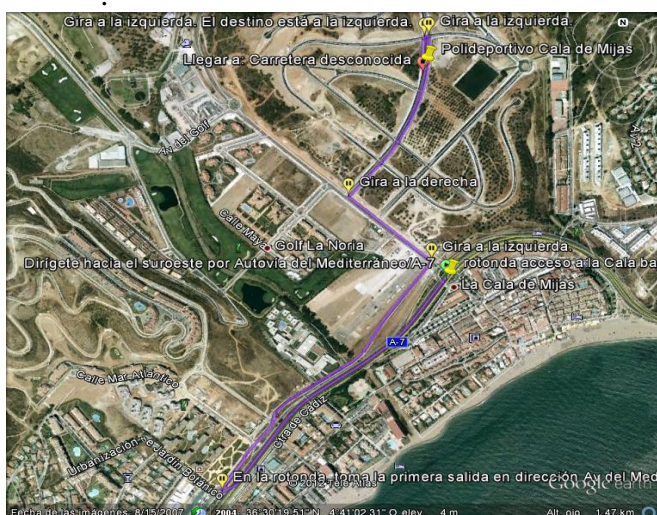 Gira a la izquierda. El destino está a la izquierda.
Gira a la izquierda.
N
Polideportivo Cala de Mijas
Llegar a: Carretera desconocida
Av del Golf
Gira a la derecha
Calle Maya
Golf La Noria
Gira a la izquierda.
Dirigete hacia el suroeste por Autovía del Mediterráneo/A-7
rotonda acceso a la Cala ba
La Cala de Mijas
A-7
Calle Mar Atlántico
Ctra de Cádiz
Urbanización
Jardín Botánico
En la rotonda, toma la primera salida en dirección Av del Med
© 2012 Tele Atlas
Google earth
Fecha de las imágenes: 8/15/2007
2004
36°30'19.51" N
4°41'02.31" O elev
4 m
Alt. ojo
1.47 km